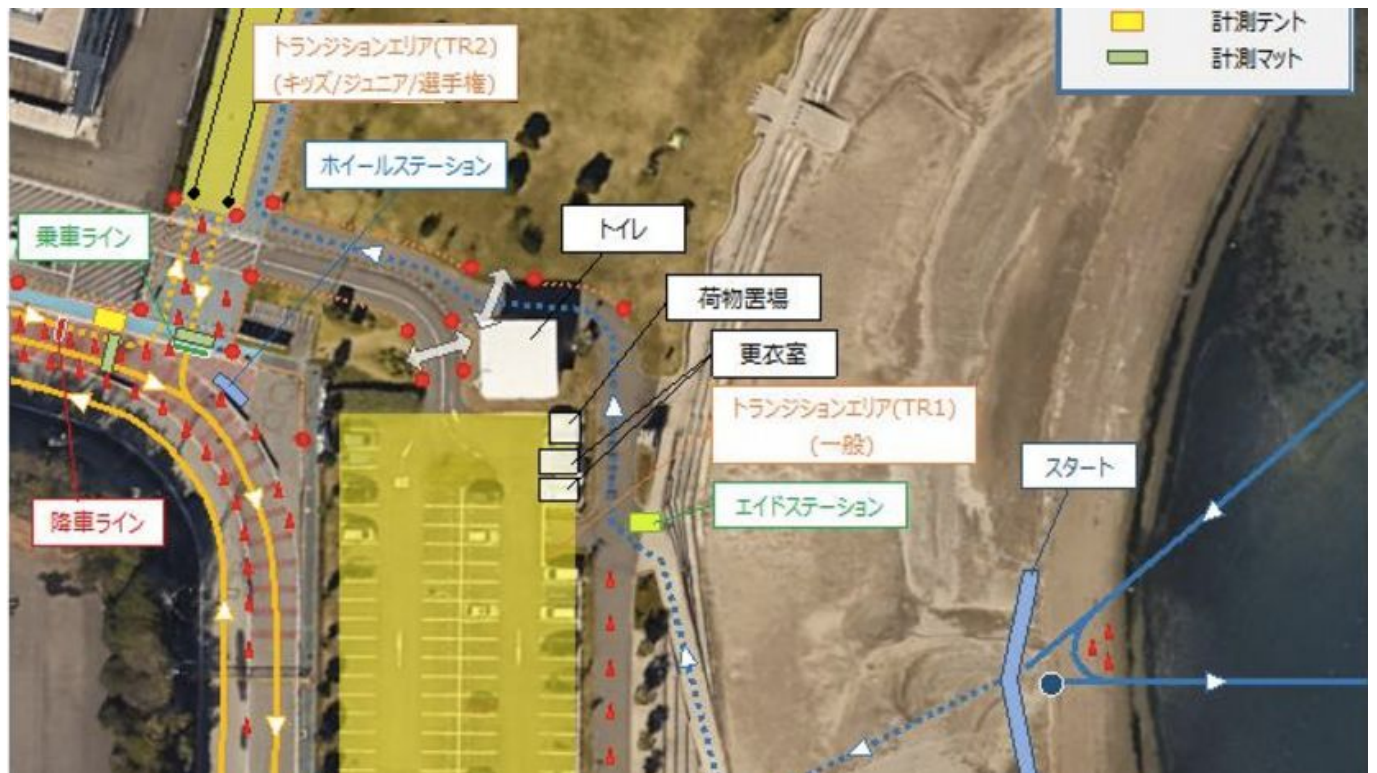 計測テント
計測マット
トランジションエリア(TR2)
(キッズ/ジュニア/選手権)
ホイールステーション
乗車ライン
トイレ
荷物置場
更衣室
トランジションエリア(TR1)
(一般)
スタート
エイドステーション
降車ライン